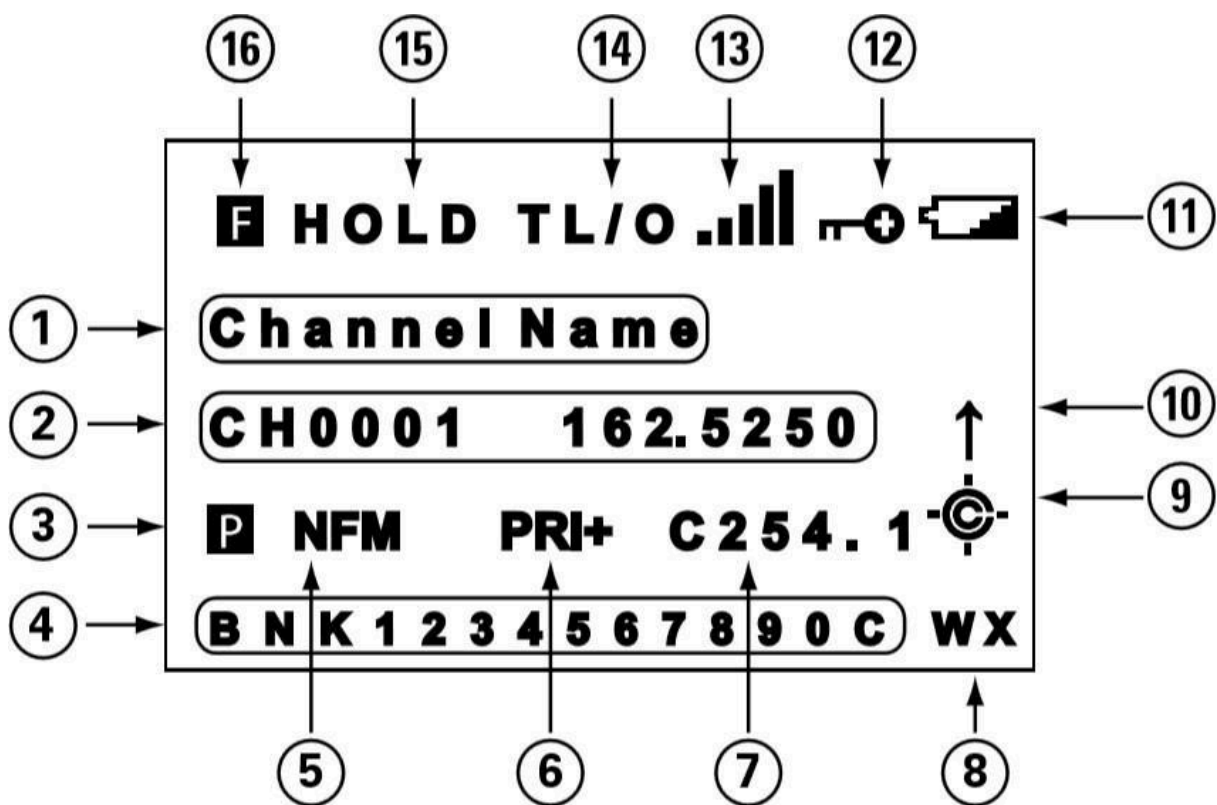 16 15 14 13 12
F HOLD TL/O 11
1 Channel Name
2 CH0001 162.5250 10
9
3 P NFM PRI+ C254.1 C
4 BNK1234567890C WX
5 6 7 8